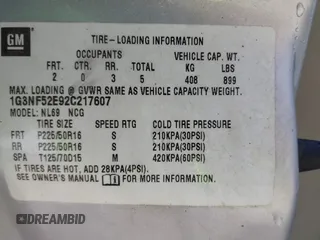 GM
TIRE-LOADING INFORMATION
OCCUPANTS VEHICLE CAP. WT.
FRT. CTR. RR. TOTAL KG LBS
2 0 3 5 408 899
MAX. LOADING @ GVWR SAME AS VEHICLE CAPACITY WEIGHT.
1G3NF52E92C217607
MODEL: NL69 NCG
TIRE SIZE SPEED RTG COLD TIRE PRESSURE
FRT P225/50R16 S 210KPA(30PSI)
RR P225/50R16 S 210KPA(30PSI)
SPA T125/70D15 M 420KPA(60PSI)
IF TIRES ARE HOT, ADD 28KPA(4PSI)
SEE OWNER'S MANUAL FOR MORE INFORMATION
DREAMBID